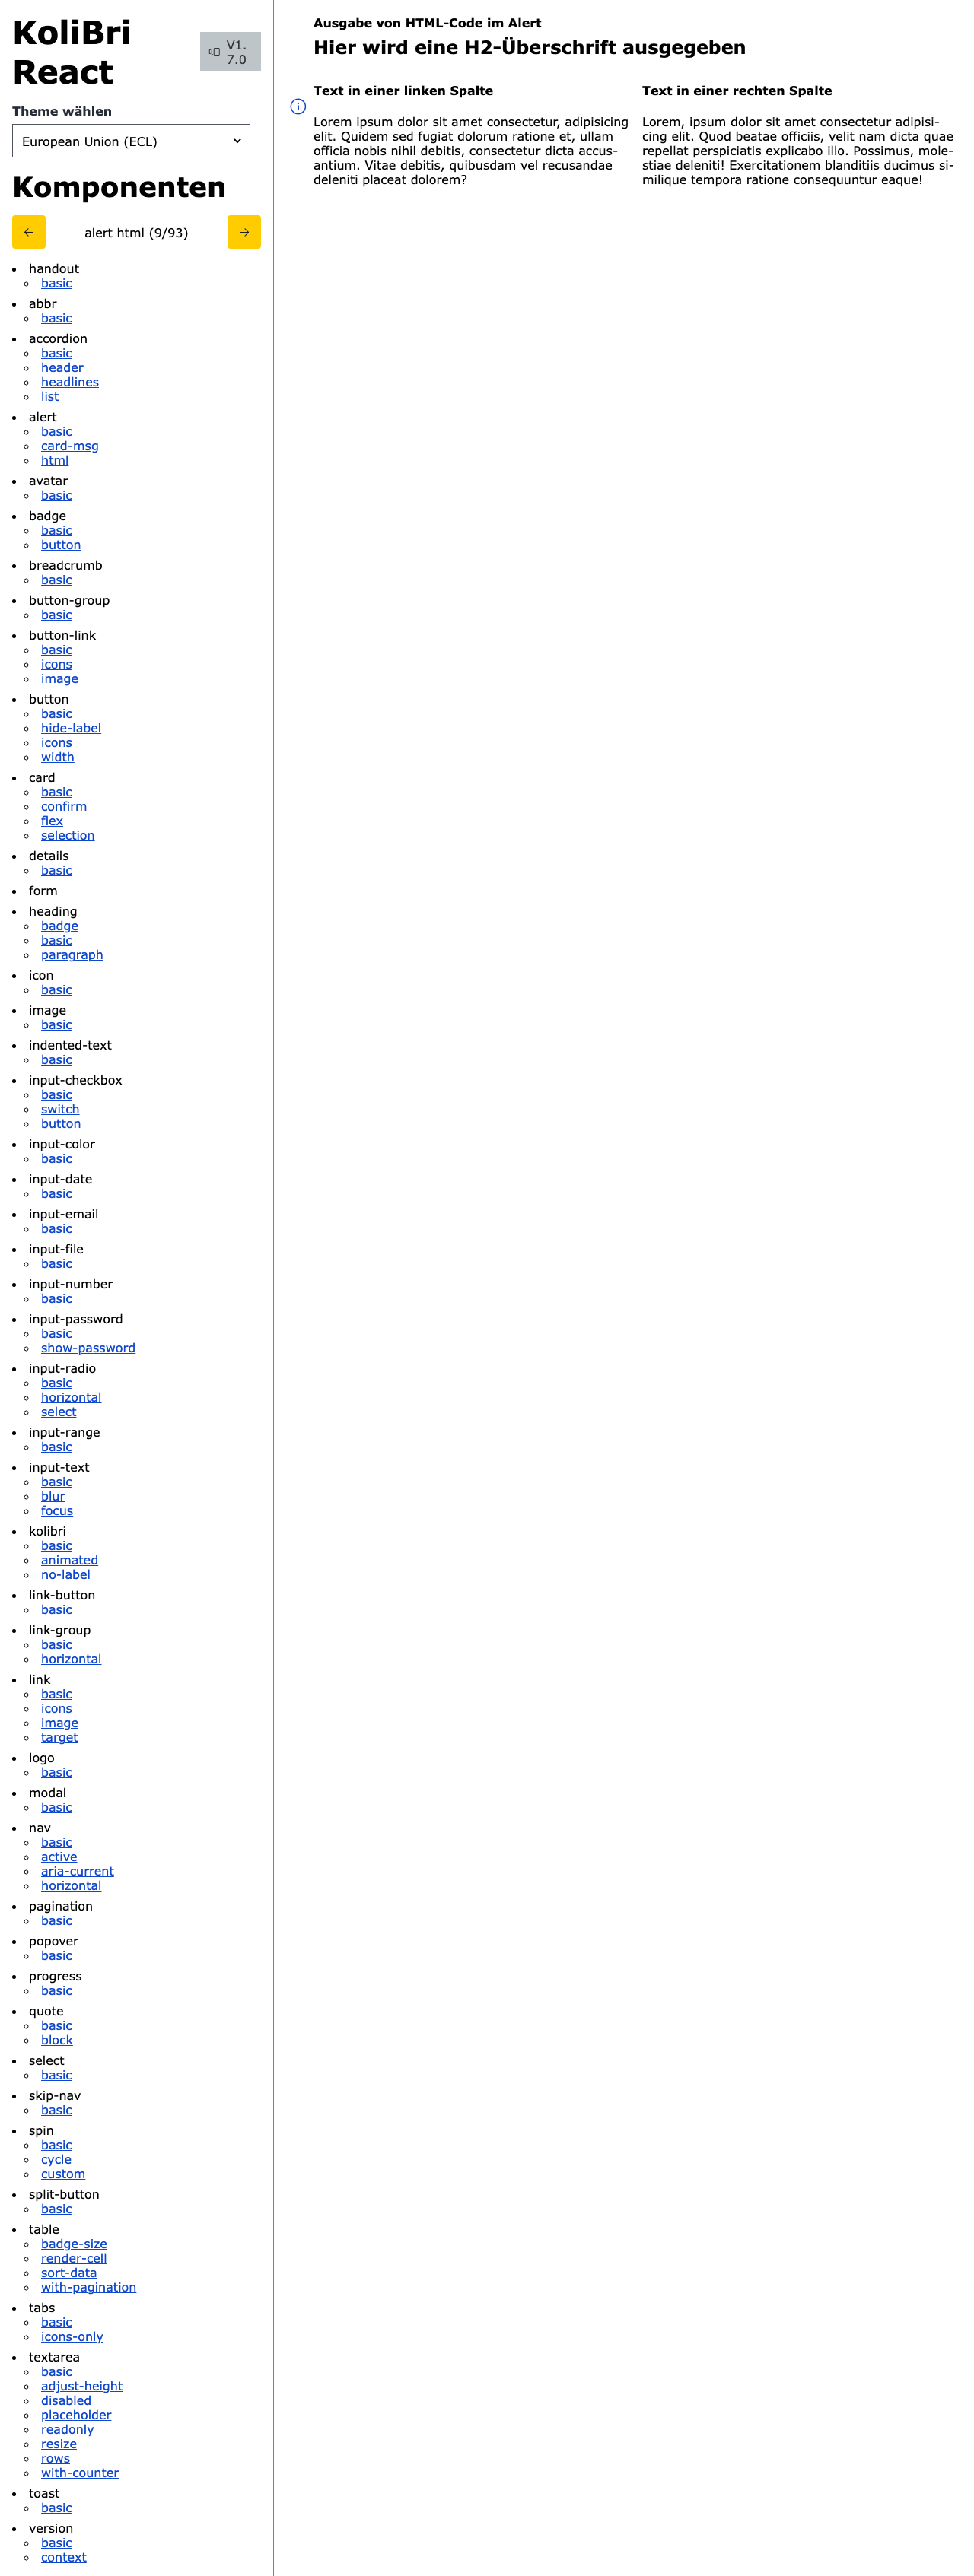 KoliBri
React
V1.
7.0
Theme wählen
European Union (ECL)
Komponenten
alert html (9/93)
handout
basic
abbr
basic
accordion
basic
header
headlines
list
alert
basic
card-msg
html
avatar
basic
badge
basic
button
breadcrumb
basic
button-group
basic
button-link
basic
icons
image
button
basic
hide-label
icons
width
card
basic
confirm
flex
selection
details
basic
form
heading
badge
basic
paragraph
icon
basic
image
basic
indented-text
basic
input-checkbox
basic
switch
button
input-color
basic
input-date
basic
input-email
basic
input-file
basic
input-number
basic
input-password
basic
show-password
input-radio
basic
horizontal
select
input-range
basic
input-text
basic
blur
focus
kolibri
basic
animated
no-label
link-button
basic
link-group
basic
horizontal
link
basic
icons
image
target
logo
basic
modal
basic
nav
basic
active
aria-current
horizontal
pagination
basic
popover
basic
progress
basic
quote
basic
block
select
basic
skip-nav
basic
spin
basic
cycle
custom
split-button
basic
table
badge-size
render-cell
sort-data
with-pagination
tabs
basic
icons-only
textarea
basic
adjust-height
disabled
placeholder
readonly
resize
rows
with-counter
toast
basic
version
basic
context
Ausgabe von HTML-Code im Alert
Hier wird eine H2-Überschrift ausgegeben
Text in einer linken Spalte
Lorem ipsum dolor sit amet consectetur, adipisicing
elit. Quidem sed fugiat dolorum ratione et, ullam
officia nobis nihil debitis, consectetur dicta accus-
antium. Vitae debitis, quibusdam vel recusandae
deleniti placeat dolorem?
Text in einer rechten Spalte
Lorem, ipsum dolor sit amet consectetur adipisi-
cing elit. Quod beatae officiis, velit nam dicta quae
repellat perspiciatis explicabo illo. Possimus, mole-
stiae deleniti! Exercitationem blanditiis ducimus si-
milique tempora ratione consequuntur eaque!